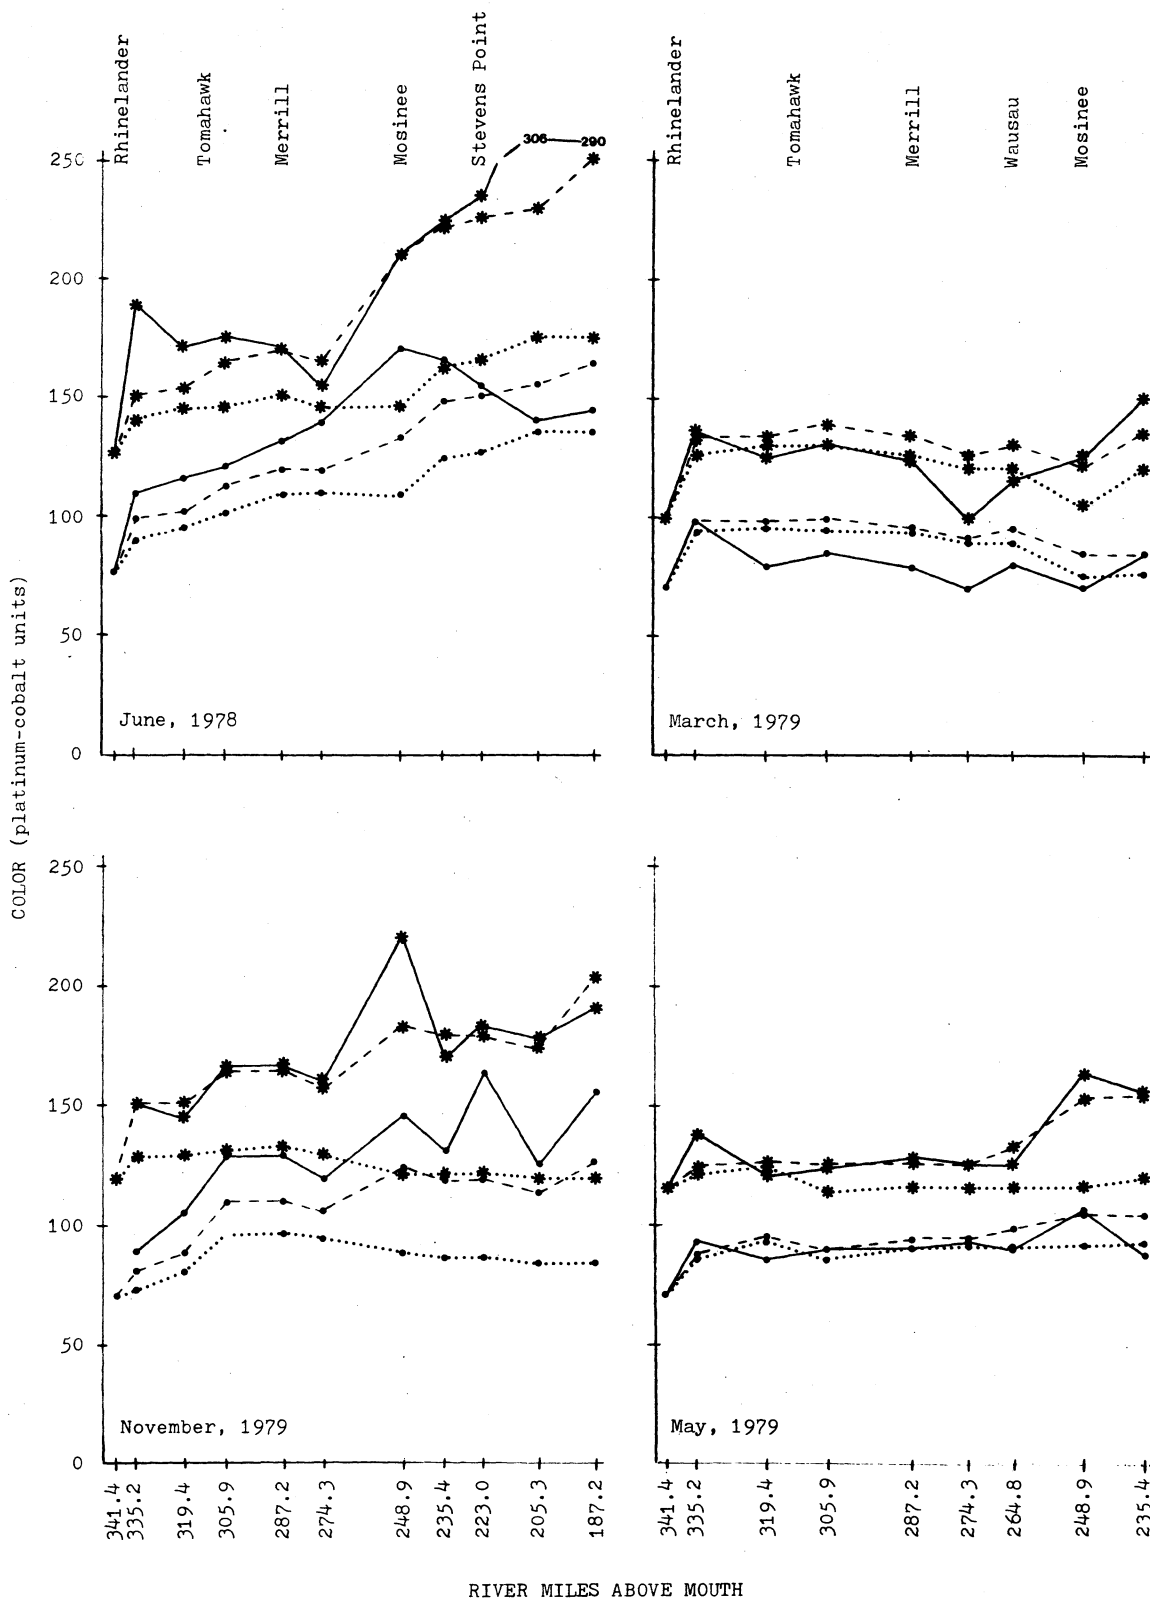 COLOR (platinum-cobalt units)
Rhinelander
Tomahawk
Merrill
Mosinee
Stevens Point
306
290
250
200
150
100
50
0
June, 1978
Rhinelander
Tomahawk
Merrill
Wausau
Mosinee
March, 1979
250
200
150
100
50
0
November, 1979
341.4
335.2
319.4
305.9
287.2
274.3
248.9
235.4
223.0
205.3
187.2
May, 1979
341.4
335.2
319.4
305.9
287.2
274.3
264.8
248.9
235.4
RIVER MILES ABOVE MOUTH